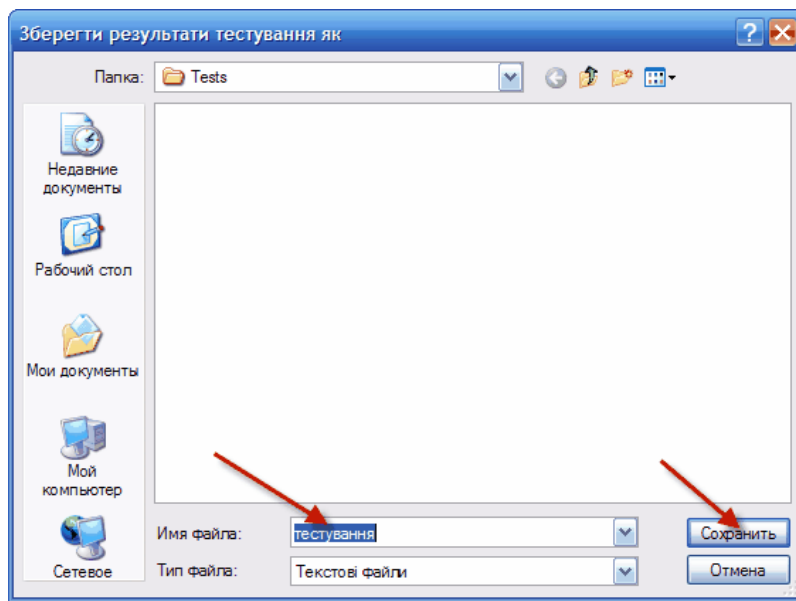 Зберегти результати тестування як
Папка:
Tests
Недавние
документы
Рабочий стол
Мои документы
Мой
компьютер
Сетевое
Имя файла:
тестування
Сохранить
Тип файла:
Текстові файли
Отмена